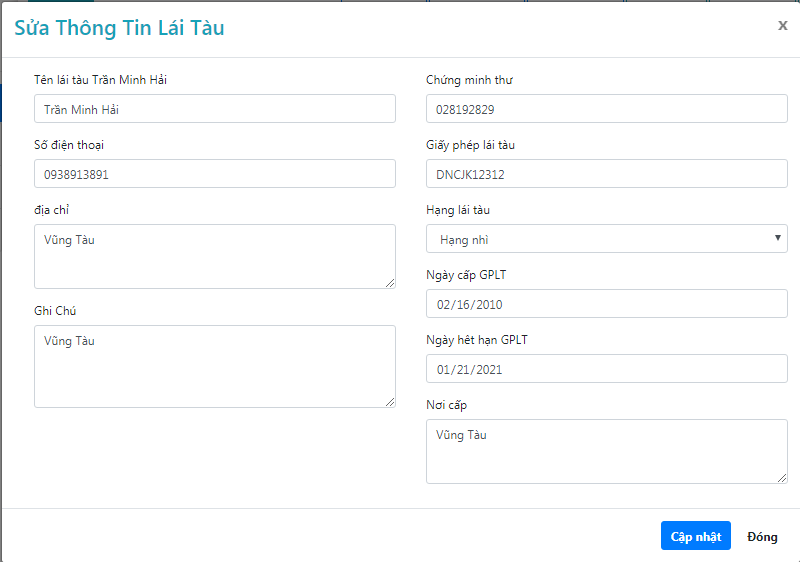 Sửa Thông Tin Lái Tàu
x
Tên lái tàu Trần Minh Hải
Trần Minh Hải
Số điện thoại
0938913891
địa chỉ
Vũng Tàu
Ghi Chú
Vũng Tàu
Chứng minh thư
028192829
Giấy phép lái tàu
DNCJK12312
Hạng lái tàu
Hạng nhì
Ngày cấp GPLT
02/16/2010
Ngày hêt hạn GPLT
01/21/2021
Nơi cấp
Vũng Tàu
Cập nhật
Đóng